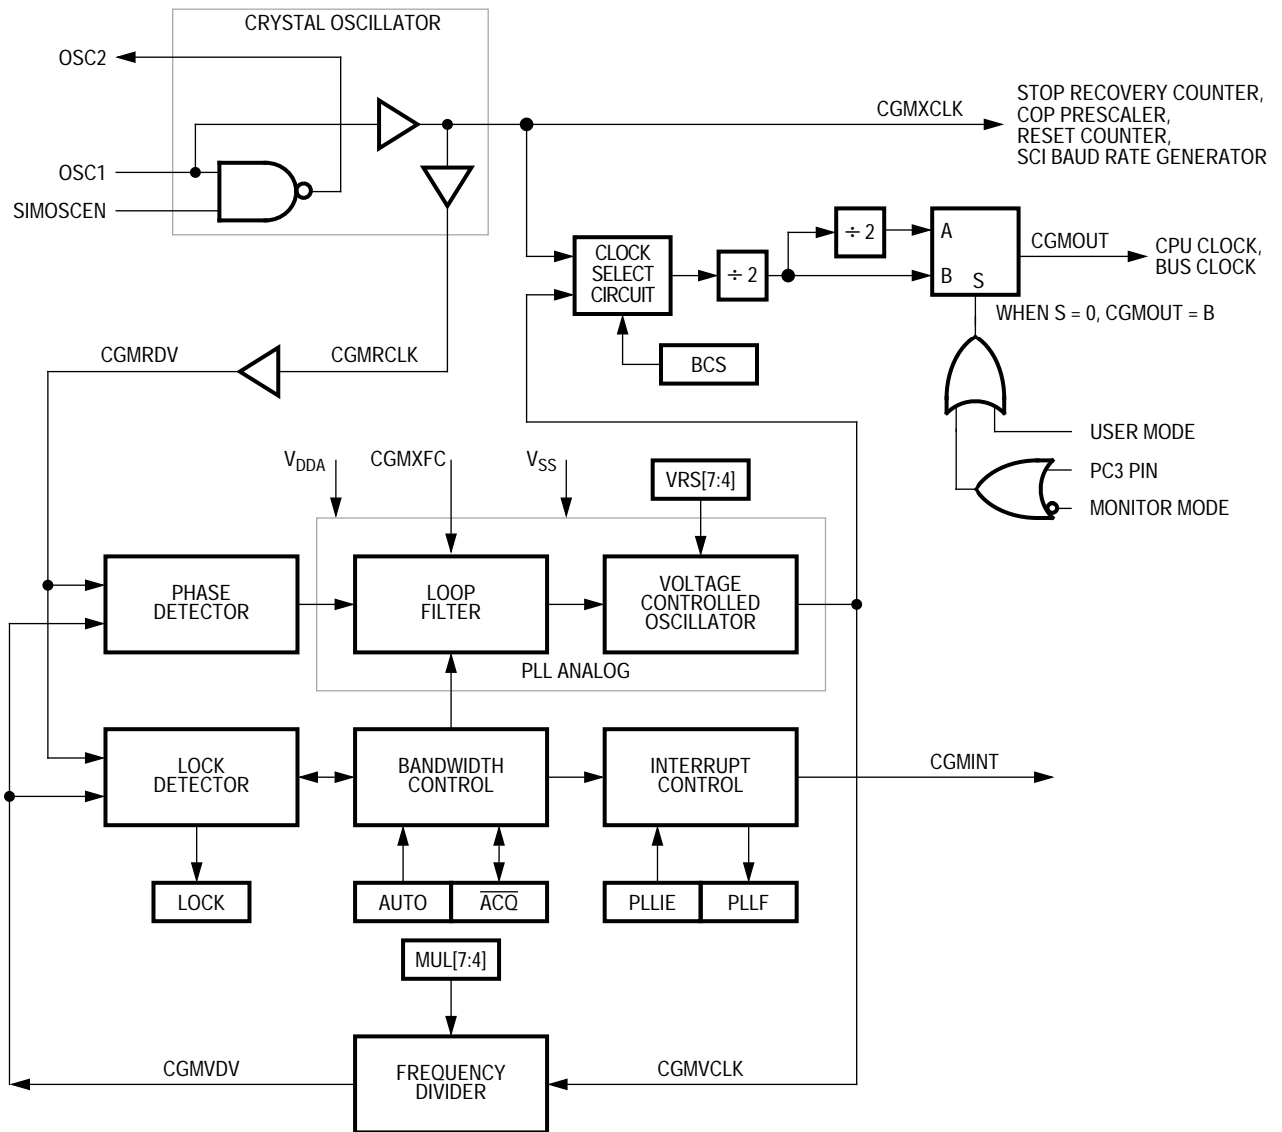 CRYSTAL OSCILLATOR
OSC2
CGMXCLK
STOP RECOVERY COUNTER,
COP PRESCALER,
RESET COUNTER,
SCI BAUD RATE GENERATOR
OSC1
SIMOSCEN
CLOCK
SELECT
CIRCUIT
÷ 2
÷ 2
A
B
S
CGMOUT
CPU CLOCK,
BUS CLOCK
WHEN S = 0, CGMOUT = B
BCS
CGMRDV
CGMRCLK
USER MODE
PC3 PIN
MONITOR MODE
VDDA
CGMXFC
VSS
VRS[7:4]
PHASE
DETECTOR
LOOP
FILTER
VOLTAGE
CONTROLLED
OSCILLATOR
PLL ANALOG
LOCK
DETECTOR
BANDWIDTH
CONTROL
INTERRUPT
CONTROL
CGMINT
LOCK
AUTO
ACQ
PLLIE
PLLF
MUL[7:4]
CGMVDV
FREQUENCY
DIVIDER
CGMVCLK